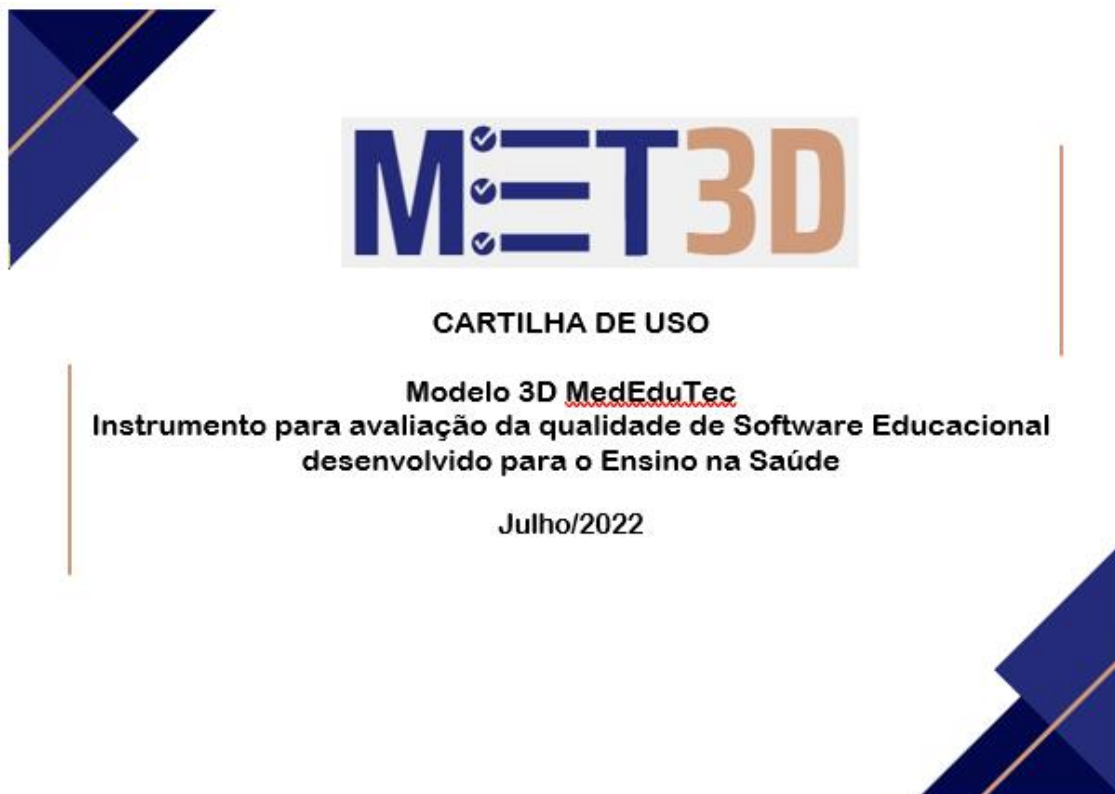 MET3D
CARTILHA DE USO
Modelo 3D MedEduTec
Instrumento para avaliação da qualidade de Software Educacional
desenvolvido para o Ensino na Saúde
Julho/2022